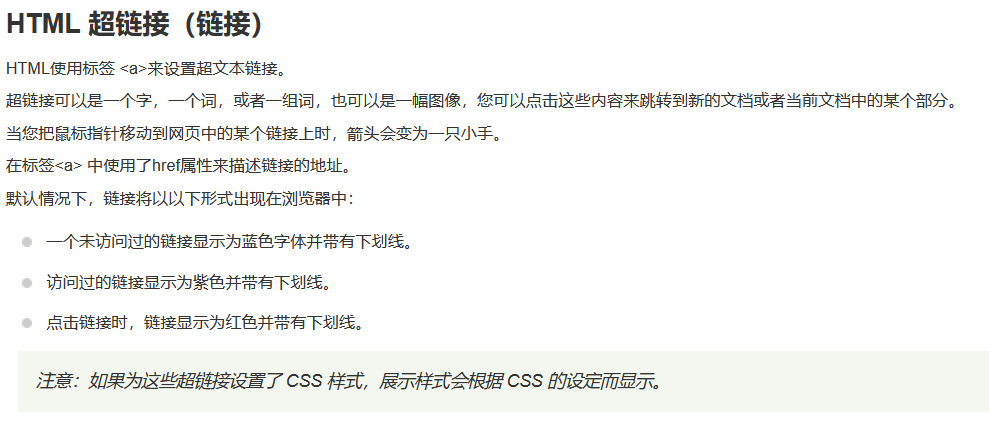 HTML 超链接（链接）
HTML使用标签 <a>来设置超文本链接。
超链接可以是一个字，一个词，或者一组词，也可以是一幅图像，您可以点击这些内容来跳转到新的文档或者当前文档中的某个部分。
当您把鼠标指针移动到网页中的某个链接上时，箭头会变为一只小手。
在标签<a> 中使用了href属性来描述链接的地址。
默认情况下，链接将以以下形式出现在浏览器中：
一个未访问过的链接显示为蓝色字体并带有下划线。
访问过的链接显示为紫色并带有下划线。
点击链接时，链接显示为红色并带有下划线。
注意：如果为这些超链接设置了 CSS 样式，展示样式会根据 CSS 的设定而显示。